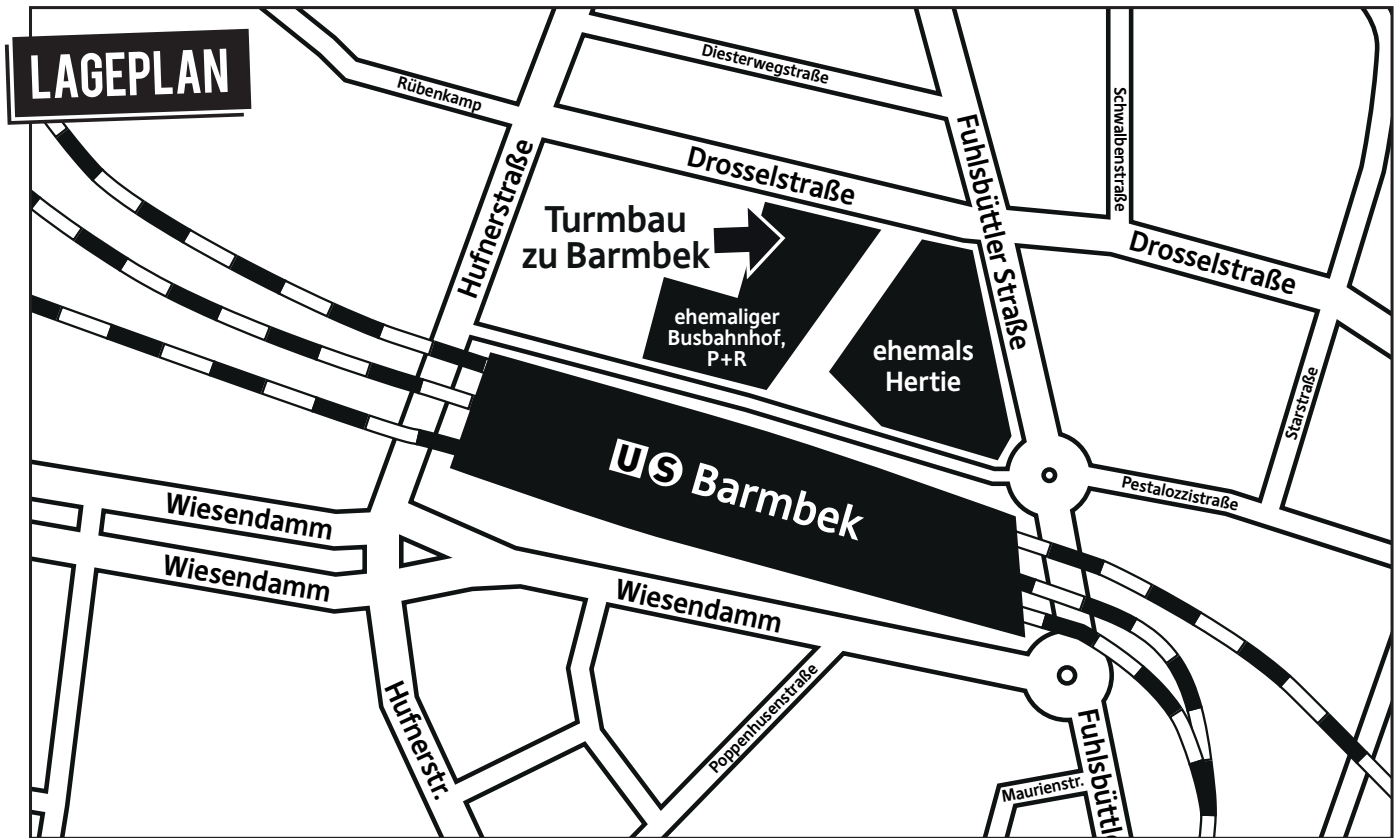 LAGEPLAN
Diesterwegstraße
Rübenkamp
Schwalbenstraße
Fuhlsbüttler Straße
Drosselstraße
Hufnerstraße
Turmbau
zu Barmbek
Drosselstraße
ehemaliger
Busbahnhof,
P+R
ehemals
Hertie
Starstraße
U S Barmbek
Pestalozzistraße
Wiesendamm
Wiesendamm
Wiesendamm
Hufnerstr.
Poppenhusenstraße
Fuhlsbüttl
Maurienstr.